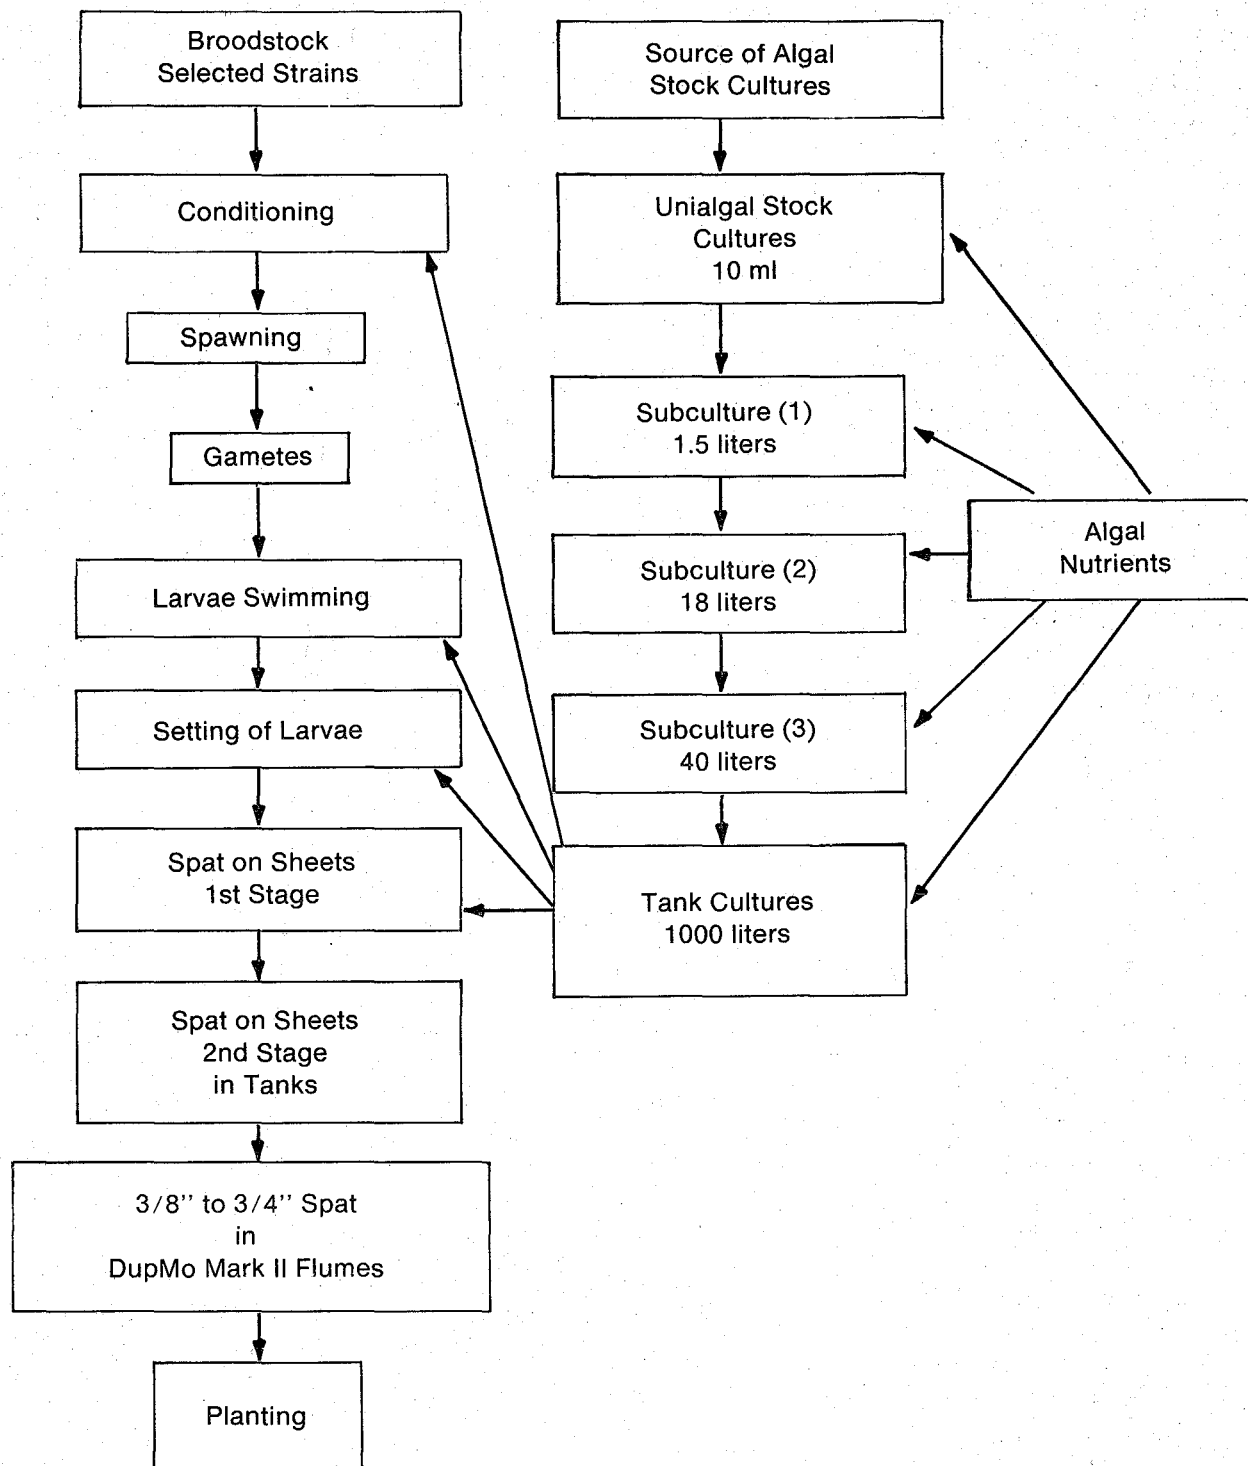 Broodstock
Selected Strains
Conditioning
Spawning
Gametes
Larvae Swimming
Setting of Larvae
Spat on Sheets
1st Stage
Spat on Sheets
2nd Stage
in Tanks
3/8'' to 3/4'' Spat
in
DupMo Mark II Flumes
Planting
Source of Algal
Stock Cultures
Unialgal Stock
Cultures
10 ml
Subculture (1)
1.5 liters
Subculture (2)
18 liters
Subculture (3)
40 liters
Tank Cultures
1000 liters
Algal
Nutrients